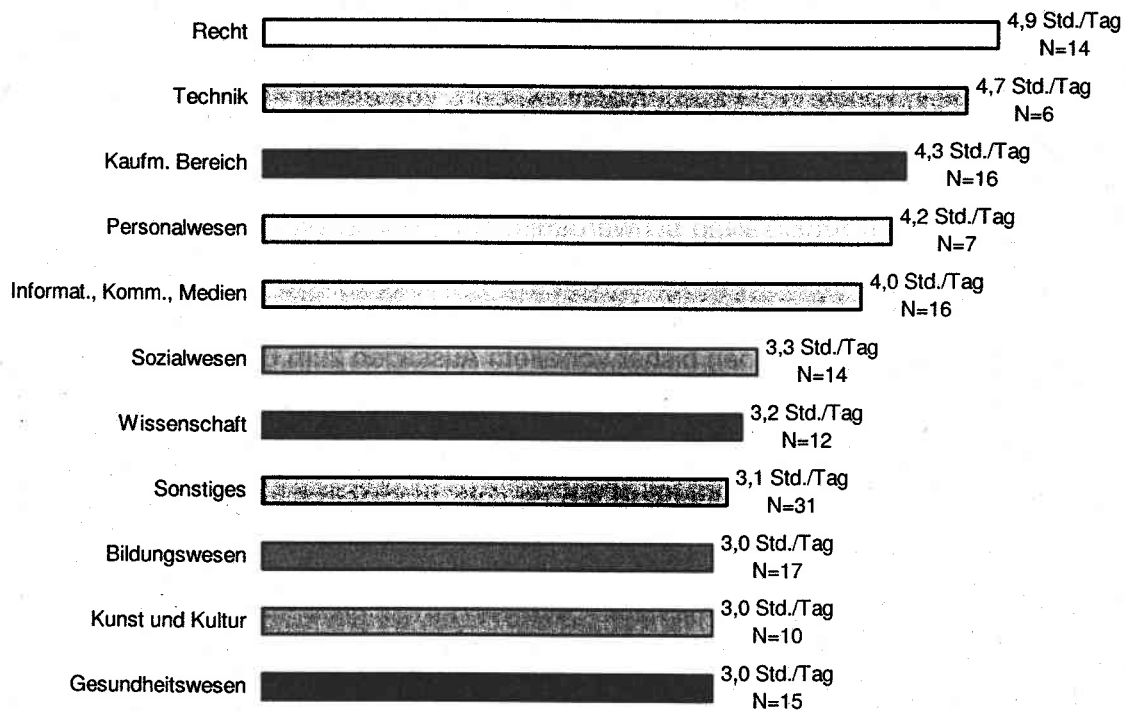 Recht 4,9 Std./Tag
N=14
Technik 4,7 Std./Tag
N=6
Kaufm. Bereich 4,3 Std./Tag
N=16
Personalwesen 4,2 Std./Tag
N=7
Informat., Komm., Medien 4,0 Std./Tag
N=16
Sozialwesen 3,3 Std./Tag
N=14
Wissenschaft 3,2 Std./Tag
N=12
Sonstiges 3,1 Std./Tag
N=31
Bildungswesen 3,0 Std./Tag
N=17
Kunst und Kultur 3,0 Std./Tag
N=10
Gesundheitswesen 3,0 Std./Tag
N=15